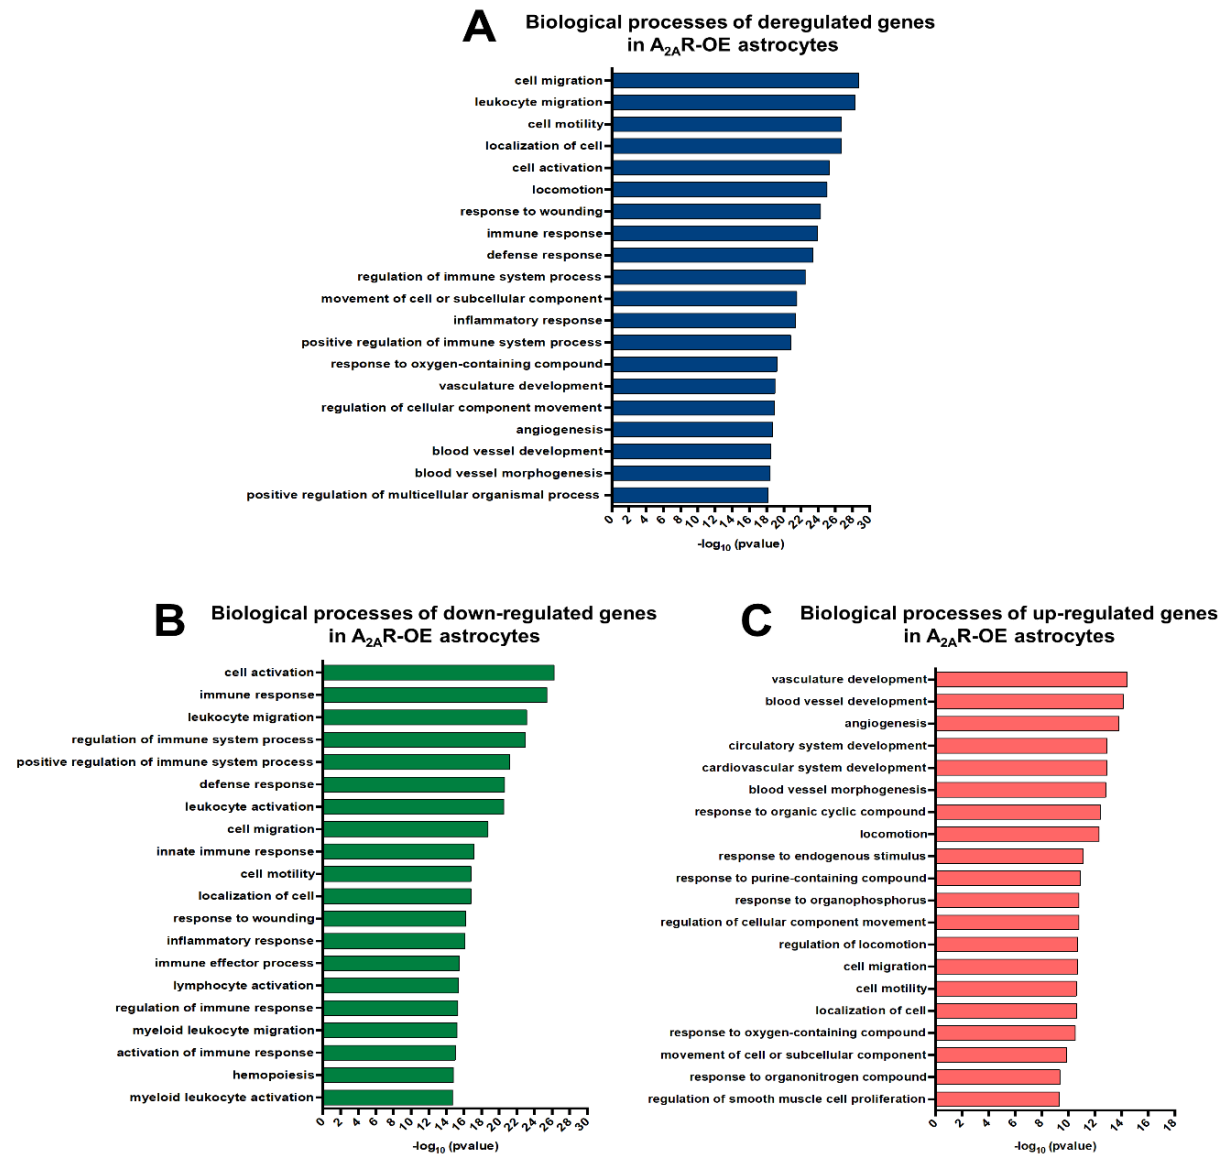 A
Biological processes of deregulated genes
in A2AR-OE astrocytes
cell migration
leukocyte migration
cell motility
localization of cell
cell activation
locomotion
response to wounding
immune response
defense response
regulation of immune system process
movement of cell or subcellular component
inflammatory response
positive regulation of immune system process
response to oxygen-containing compound
vasculature development
regulation of cellular component movement
angiogenesis
blood vessel development
blood vessel morphogenesis
positive regulation of multicellular organismal process
0 2 4 6 8 10 12 14 16 18 20 22 24 26 28 30
-log10 (pvalue)
B
Biological processes of down-regulated genes
in A2AR-OE astrocytes
cell activation
immune response
leukocyte migration
regulation of immune system process
positive regulation of immune system process
defense response
leukocyte activation
cell migration
innate immune response
cell motility
localization of cell
response to wounding
inflammatory response
immune effector process
lymphocyte activation
regulation of immune response
myeloid leukocyte migration
activation of immune response
hemopoiesis
myeloid leukocyte activation
0 2 4 6 8 10 12 14 16 18 20 22 24 26 28 30
-log10 (pvalue)
C
Biological processes of up-regulated genes
in A2AR-OE astrocytes
vasculature development
blood vessel development
angiogenesis
circulatory system development
cardiovascular system development
blood vessel morphogenesis
response to organic cyclic compound
locomotion
response to endogenous stimulus
response to purine-containing compound
response to organophosphorus
regulation of cellular component movement
regulation of locomotion
cell migration
cell motility
localization of cell
response to oxygen-containing compound
movement of cell or subcellular component
response to organonitrogen compound
regulation of smooth muscle cell proliferation
0 2 4 6 8 10 12 14 16 18
-log10 (pvalue)